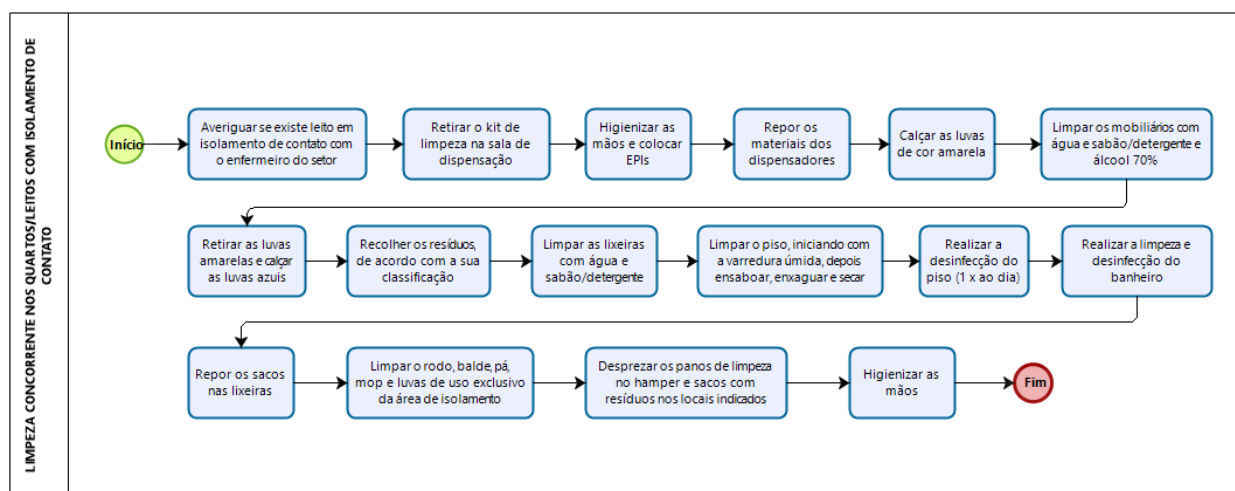 LIMPEZA CONCORRENTE NOS QUARTOS/LEITOS COM ISOLAMENTO DE
CONTATO
Início
Averiguar se existe leito em
isolamento de contato com
o enfermeiro do setor
Retirar o kit de
limpeza na sala de
dispensação
Higienizar as
mãos e colocar
EPIs
Repor os
materiais dos
dispensadores
Calçar as luvas
de cor amarela
Limpar os mobiliários com
água e sabão/detergente e
álcool 70%
Retirar as luvas
amarelas e calçar
as luvas azuis
Recolher os resíduos,
de acordo com a sua
classificação
Limpar as lixeiras
com água e
sabão/detergente
Limpar o piso, iniciando com
a varredura úmida, depois
ensaboar, enxaguar e secar
Realizar a
desinfecção do
piso (1 x ao dia)
Realizar a limpeza e
desinfecção do
banheiro
Repor os sacos
nas lixeiras
Limpar o rodo, balde, pá,
mop e luvas de uso exclusivo
da área de isolamento
Desprezar os panos de limpeza
no hamper e sacos com
resíduos nos locais indicados
Higienizar as
mãos
Fim